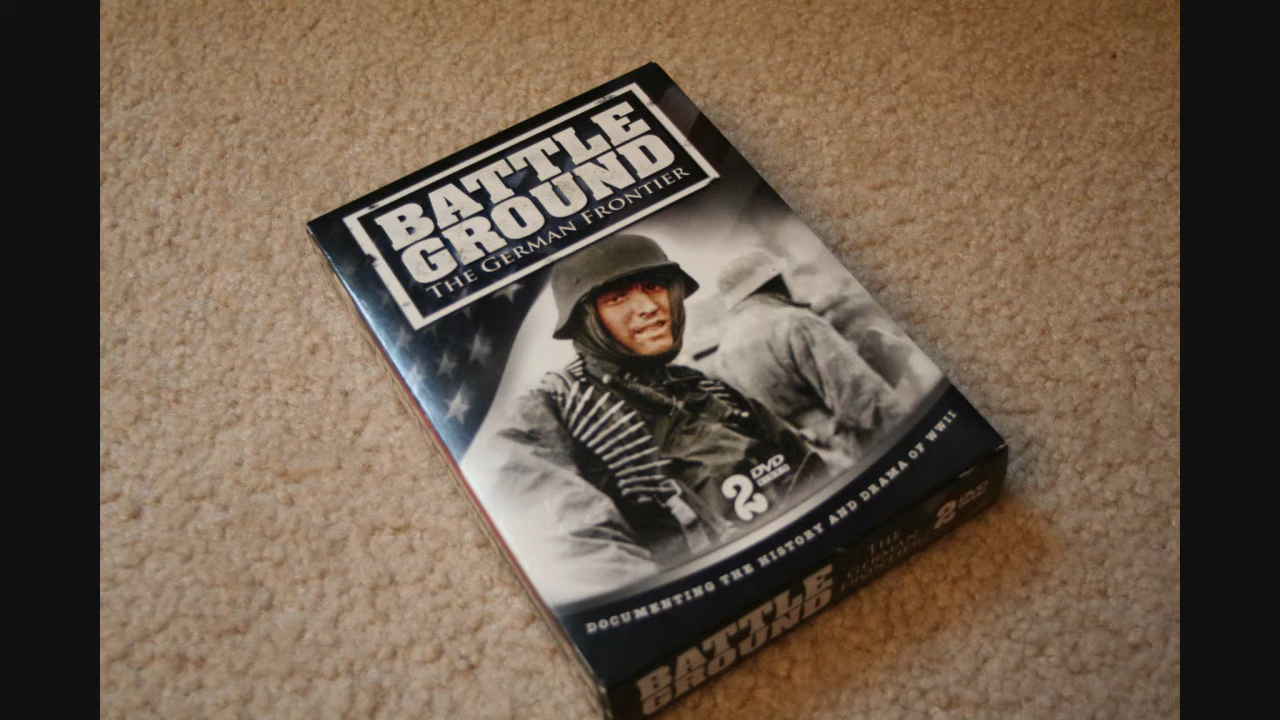 BATTLE
GROUND
THE GERMAN FRONTIER
2 DVD
DOCUMENTING THE HISTORY AND DRAMA OF WWII
BATTLE
GROUND
THE
GERMAN
FRONTIER
2 DVD